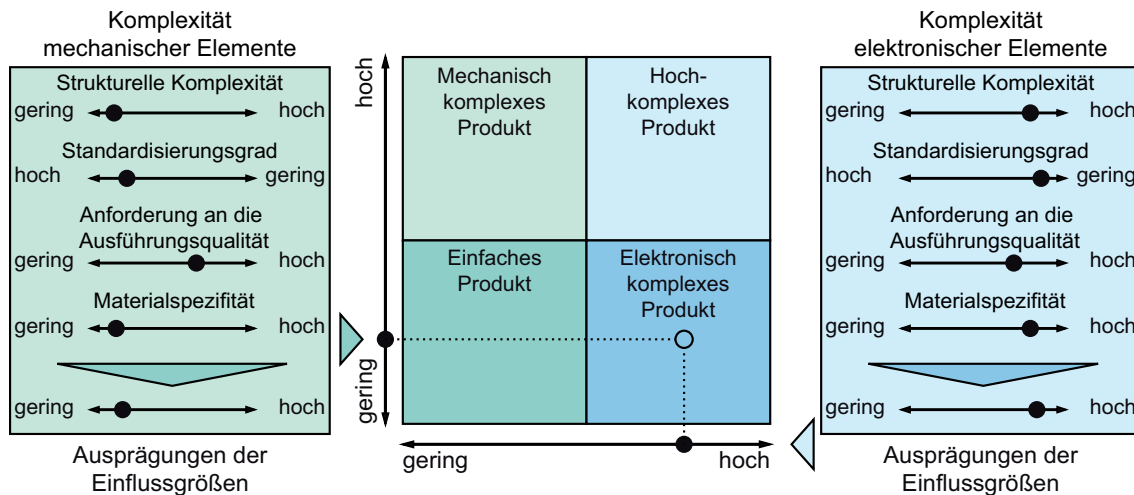 Komplexität
mechanischer Elemente
Strukturelle Komplexität
gering hoch
Standardisierungsgrad
hoch gering
Anforderung an die
Ausführungsqualität
gering hoch
Materialspezifität
gering hoch
gering hoch
Ausprägungen der
Einflussgrößen
hoch
gering
Mechanisch
komplexes
Produkt
Hoch-
komplexes
Produkt
Einfaches
Produkt
Elektronisch
komplexes
Produkt
gering hoch
Komplexität
elektronischer Elemente
Strukturelle Komplexität
gering hoch
Standardisierungsgrad
hoch gering
Anforderung an die
Ausführungsqualität
gering hoch
Materialspezifität
gering hoch
gering hoch
Ausprägungen der
Einflussgrößen